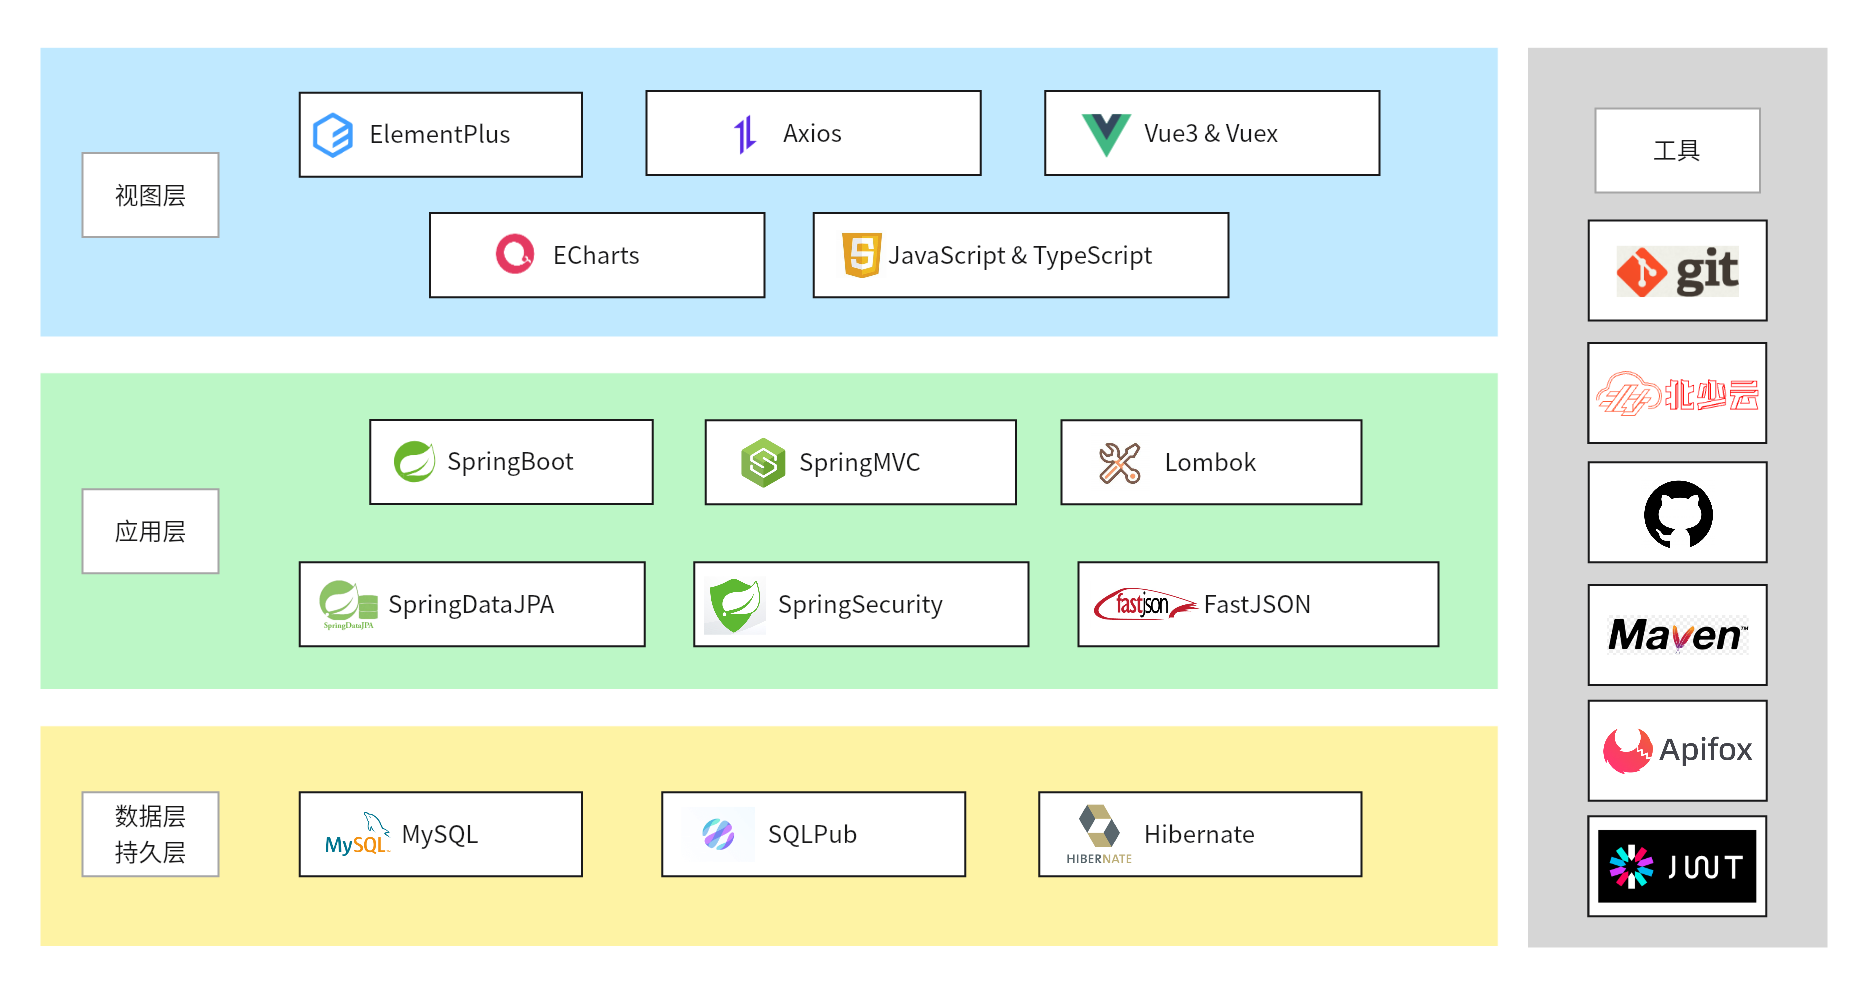 视图层
ElementPlus
Axios
Vue3 & Vuex
ECharts
JavaScript & TypeScript
应用层
SpringBoot
SpringMVC
Lombok
SpringDataJPA
SpringDataJPA
SpringSecurity
fastjson
FastJSON
数据层
持久层
MySQL
MySQL
SQLPub
HIBERNATE
Hibernate
工具
git
北少云
Maven™
Apifox
JWT